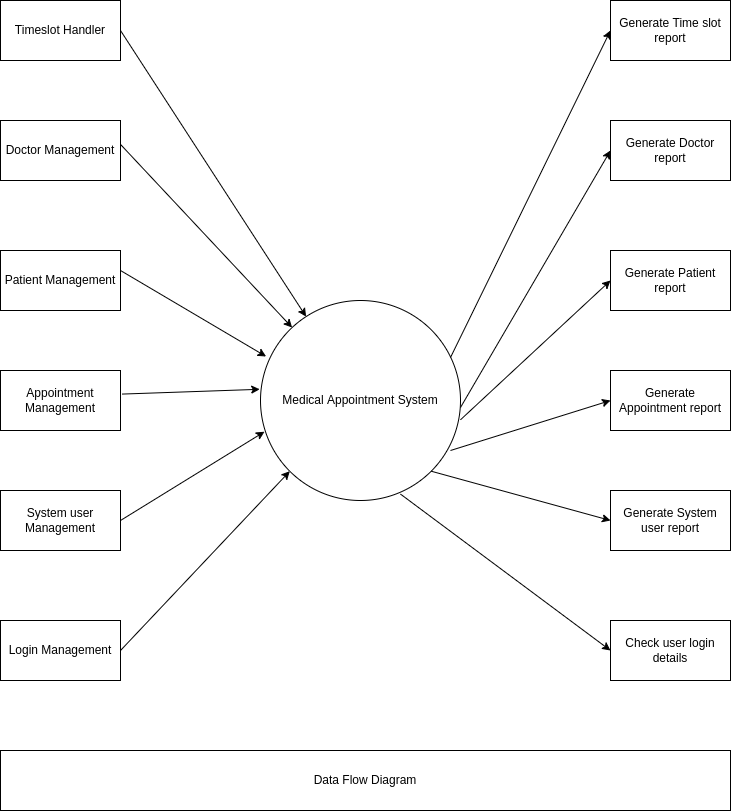 Timeslot Handler
Generate Time slot
report
Doctor Management
Generate Doctor
report
Patient Management
Generate Patient
report
Appointment
Management
Medical Appointment System
Generate
Appointment report
System user
Management
Generate System
user report
Login Management
Check user login
details
Data Flow Diagram